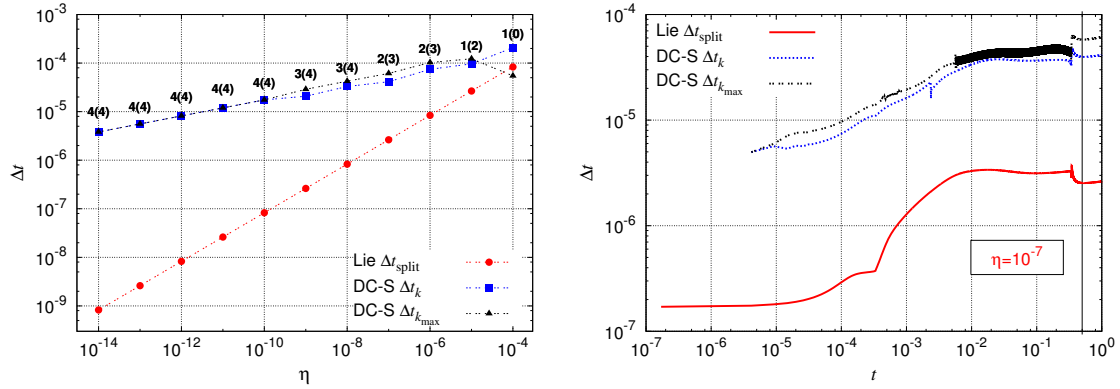 10^-3
1(0)
2(3) 1(2)
10^-4
3(4) 2(3)
4(4) 4(4) 3(4)
4(4) 4(4) 4(4)
10^-5
10^-6
Δt
10^-7
10^-8
Lie Δt_split
DC-S Δt_k
10^-9
DC-S Δt_{k_max}
10^-14 10^-12 10^-10 10^-8 10^-6 10^-4
η
10^-4
Lie Δt_split
DC-S Δt_k
DC-S Δt_{k_max}
10^-5
Δt
10^-6
η=10^-7
10^-7
10^-7 10^-6 10^-5 10^-4 10^-3 10^-2 10^-1 10^0
t